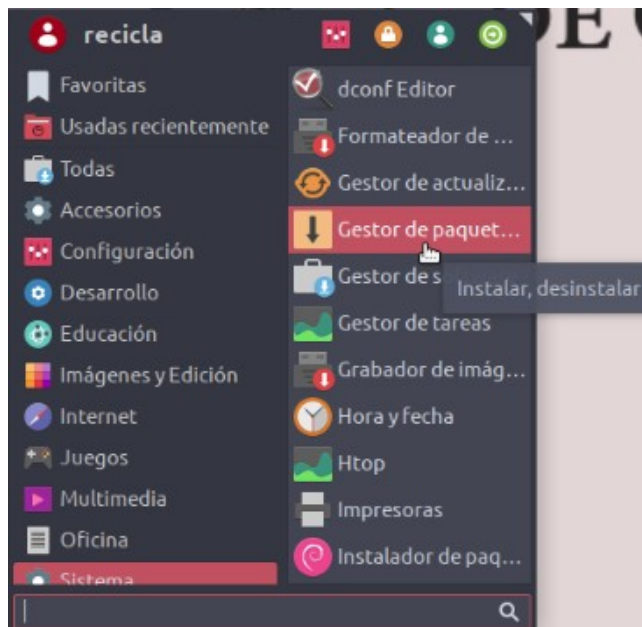 DE
recicla
Favoritas
Usadas recientemente
Todas
Accesorios
Configuración
Desarrollo
Educación
Imágenes y Edición
Internet
Juegos
Multimedia
Oficina
Sistema
dconf Editor
Formateador de ...
Gestor de actualiz...
Gestor de paquet...
Gestor de s
Instalar, desinstalar
Gestor de tareas
Grabador de imág...
Hora y fecha
Htop
Impresoras
Instalador de paq...